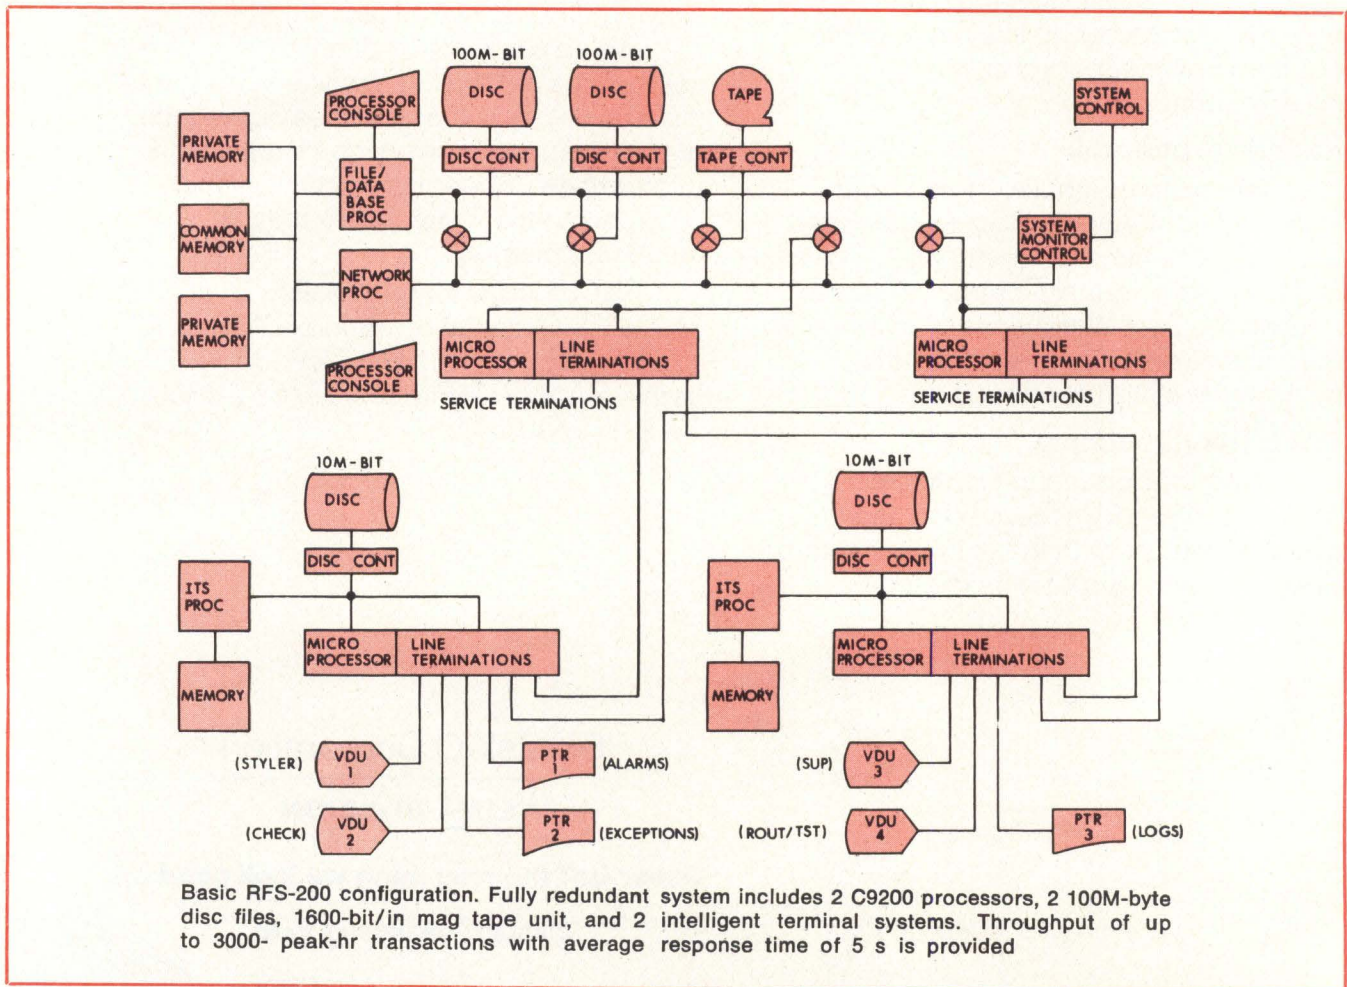 100M-BIT
100M-BIT
DISC
DISC
TAPE
SYSTEM
CONTROL
PROCESSOR
CONSOLE
PRIVATE
MEMORY
DISC CONT
DISC CONT
TAPE CONT
FILE/
DATA
BASE
PROC
COMMON
MEMORY
SYSTEM
MONITOR
CONTROL
NETWORK
PROC
PRIVATE
MEMORY
PROCESSOR
CONSOLE
MICRO
PROCESSOR
LINE
TERMINATIONS
MICRO
PROCESSOR
LINE
TERMINATIONS
SERVICE TERMINATIONS
SERVICE TERMINATIONS
10M-BIT
10M-BIT
DISC
DISC
DISC CONT
DISC CONT
ITS
PROC
ITS
PROC
MICRO
PROCESSOR
LINE
TERMINATIONS
MICRO
PROCESSOR
LINE
TERMINATIONS
MEMORY
MEMORY
(STYLER)
VDU
1
PTR
1
(ALARMS)
(SUP)
VDU
3
(CHECK)
VDU
2
PTR
2
(EXCEPTIONS)
(ROUT/TST)
VDU
4
PTR
3
(LOGS)
Basic RFS-200 configuration. Fully redundant system includes 2 C9200 processors, 2 100M-byte
disc files, 1600-bit/in mag tape unit, and 2 intelligent terminal systems. Throughput of up
to 3000- peak-hr transactions with average response time of 5 s is provided